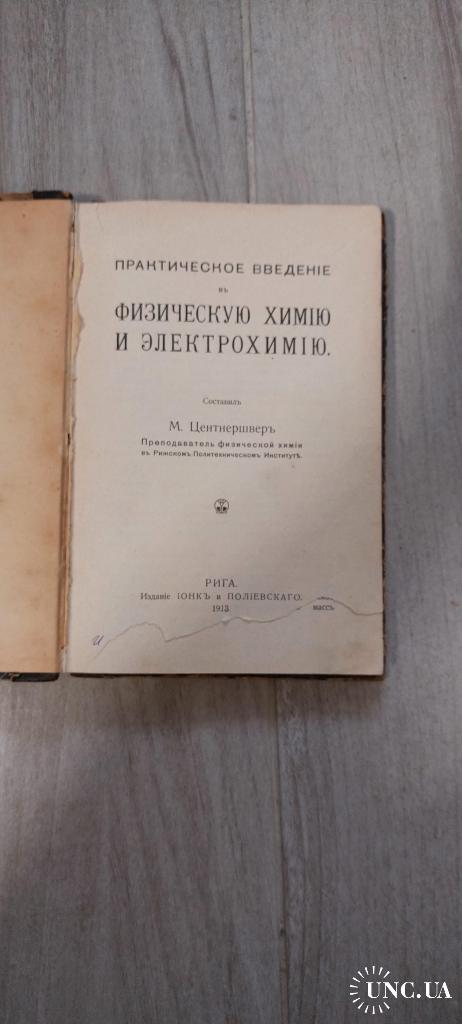 ПРАКТИЧЕСКОЕ ВВЕДЕНІЕ
въ
ФИЗИЧЕСКУЮ ХИМІЮ
И ЭЛЕКТРОХИМІЮ.
Составилъ
М. Центнершверъ
Преподаватель физической химіи
въ Рижскомъ Политехническомъ Институтѣ.
РИГА.
Изданіе ІОНКЪ и ПОЛІЕВСКАГО.
1913
массъ
и
UNC.UA